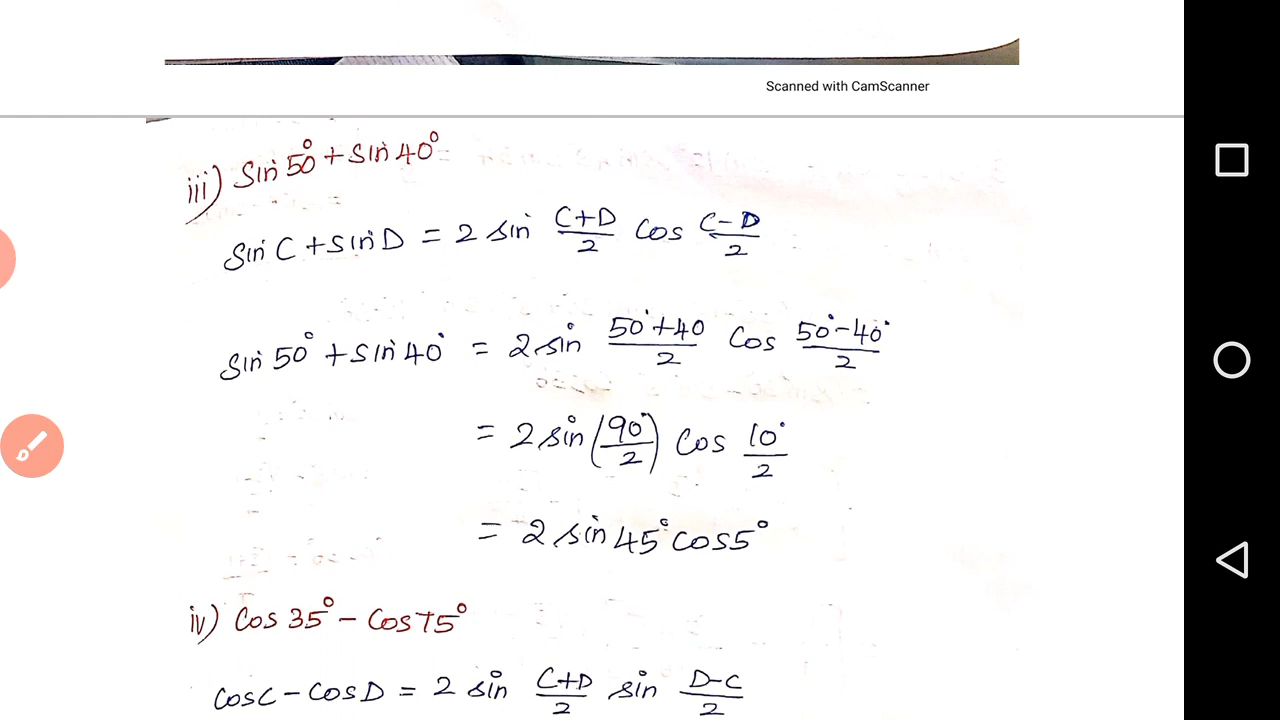 Scanned with CamScanner
iii) Sin 50° + Sin 40°
Sin C + Sin D = 2 sin (C+D)/2 cos (C-D)/2
Sin 50° + Sin 40° = 2 sin (50°+40)/2 cos (50°-40°)/2
= 2 sin (90°/2) cos 10°/2
= 2 sin 45° cos 5°
iv) Cos 35° - Cos 75°
cos C - cos D = 2 sin (C+D)/2 sin (D-C)/2